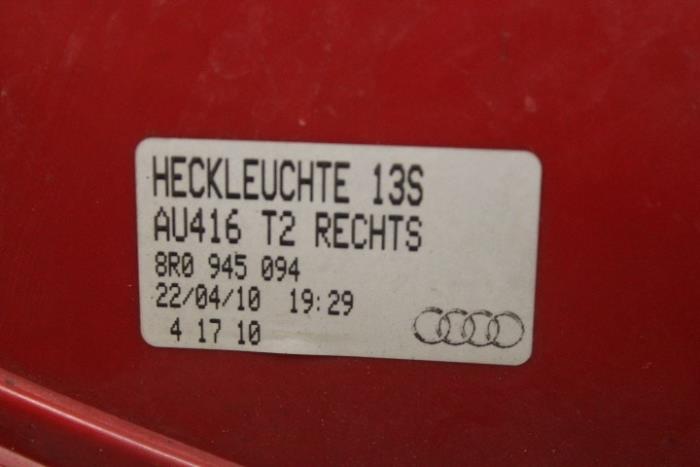 HECKLEUCHTE 13S
AU416 T2 RECHTS
8R0 945 094
22/04/10 19:29
4 17 10